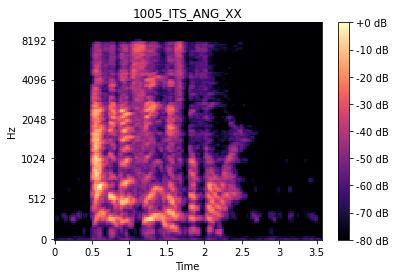 1005_ITS_ANG_XX
8192
4096
2048
1024
512
0
Hz
0 0.5 1 1.5 2 2.5 3 3.5
Time
+0 dB
-10 dB
-20 dB
-30 dB
-40 dB
-50 dB
-60 dB
-70 dB
-80 dB